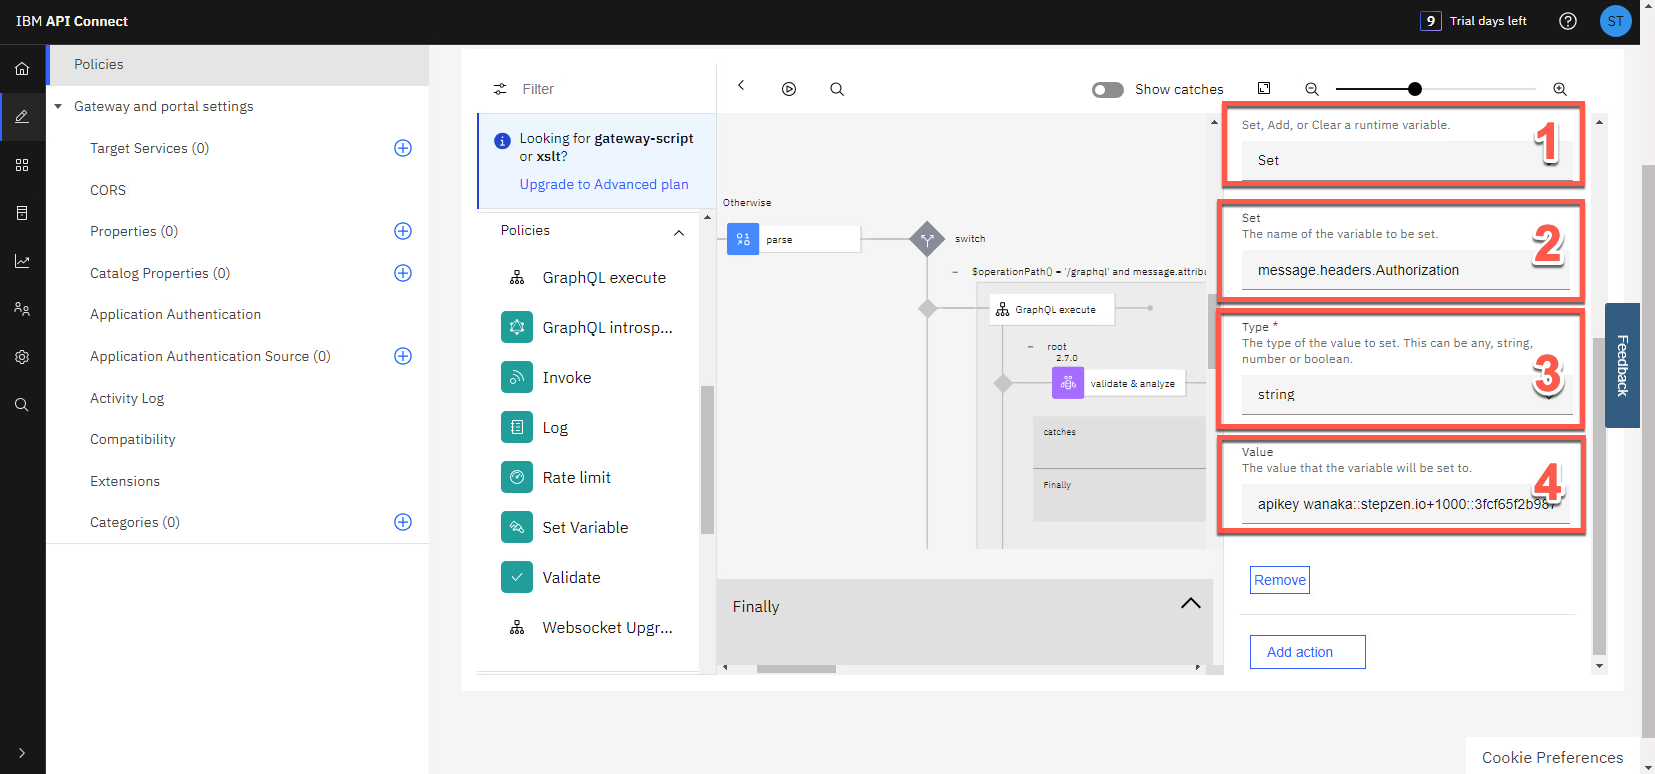 IBM API Connect
9 Trial days left
ST
Policies
Gateway and portal settings
Target Services (0)
CORS
Properties (0)
Catalog Properties (0)
Application Authentication
Application Authentication Source (0)
Activity Log
Compatibility
Extensions
Categories (0)
Filter
Looking for gateway-script
or xslt?
Upgrade to Advanced plan
Policies
GraphQL execute
GraphQL introsp...
Invoke
Log
Rate limit
Set Variable
Validate
Websocket Upgr...
Show catches
Otherwise
parse
switch
$operationPath() = '/graphql' and message.attribu
GraphQL execute
root
2.7.0
validate & analyze
catches
Finally
Finally
Set, Add, or Clear a runtime variable.
Set
1
Set
The name of the variable to be set.
message.headers.Authorization
2
Type *
The type of the value to set. This can be any, string,
number or boolean.
string
3
Value
The value that the variable will be set to.
apikey wanaka::stepzen.io+1000::3fcf65f2b987
4
Remove
Add action
Feedback
Cookie Preferences